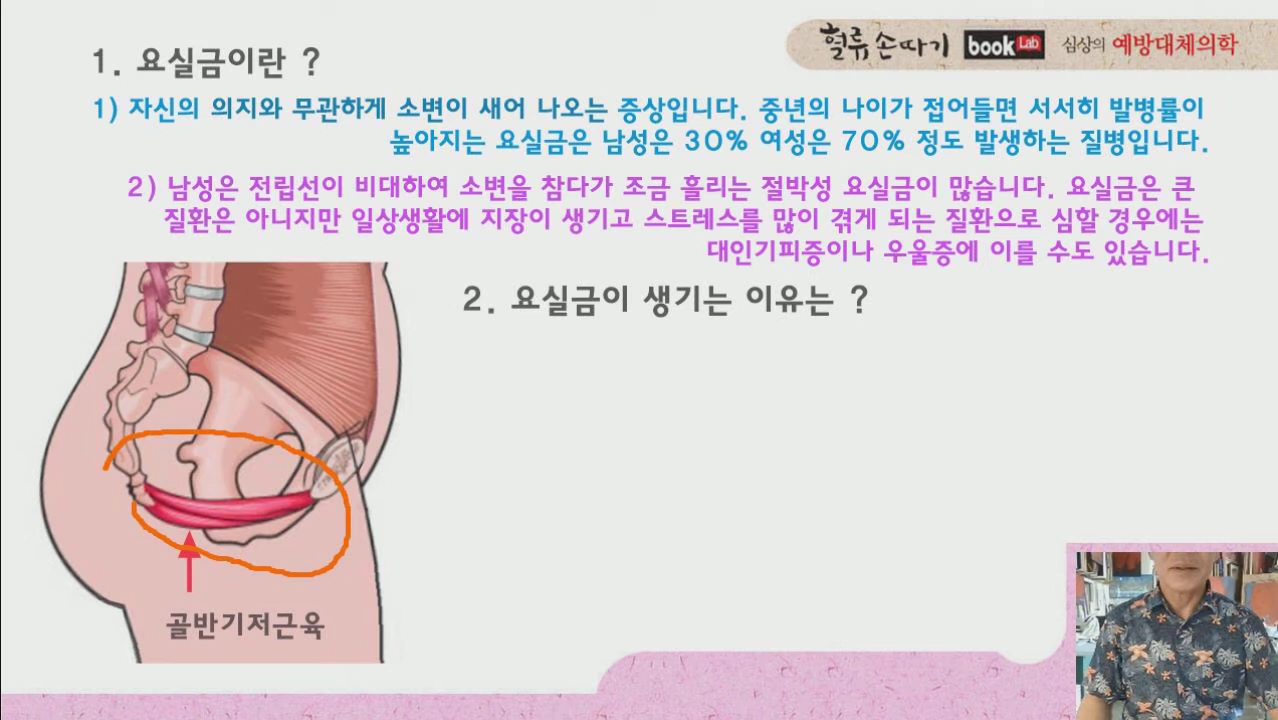 혈류 손따기 book Lab 심상의 예방대체의학
1. 요실금이란 ?
1) 자신의 의지와 무관하게 소변이 새어 나오는 증상입니다. 중년의 나이가 접어들면 서서히 발병률이
높아지는 요실금은 남성은 30% 여성은 70% 정도 발생하는 질병입니다.
2) 남성은 전립선이 비대하여 소변을 참다가 조금 흘리는 절박성 요실금이 많습니다. 요실금은 큰
질환은 아니지만 일상생활에 지장이 생기고 스트레스를 많이 겪게 되는 질환으로 심할 경우에는
대인기피증이나 우울증에 이를 수도 있습니다.
2. 요실금이 생기는 이유는 ?
골반기저근육